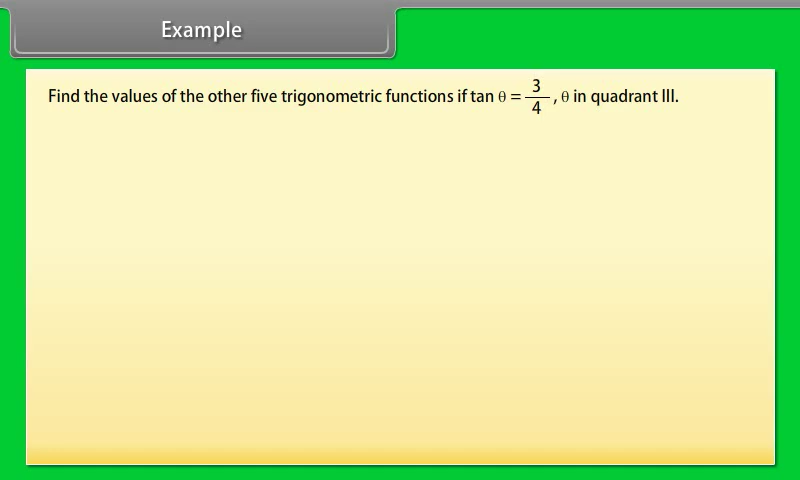 Example
Find the values of the other five trigonometric functions if tan θ = 3/4 , θ in quadrant III.